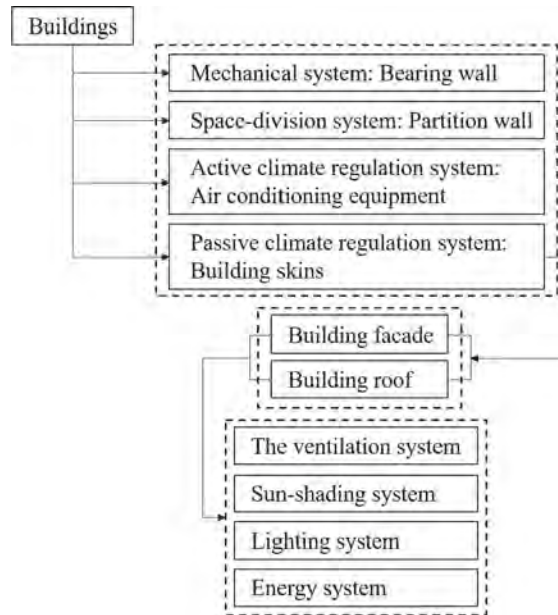 Buildings
Mechanical system: Bearing wall
Space-division system: Partition wall
Active climate regulation system:
Air conditioning equipment
Passive climate regulation system:
Building skins
Building facade
Building roof
The ventilation system
Sun-shading system
Lighting system
Energy system